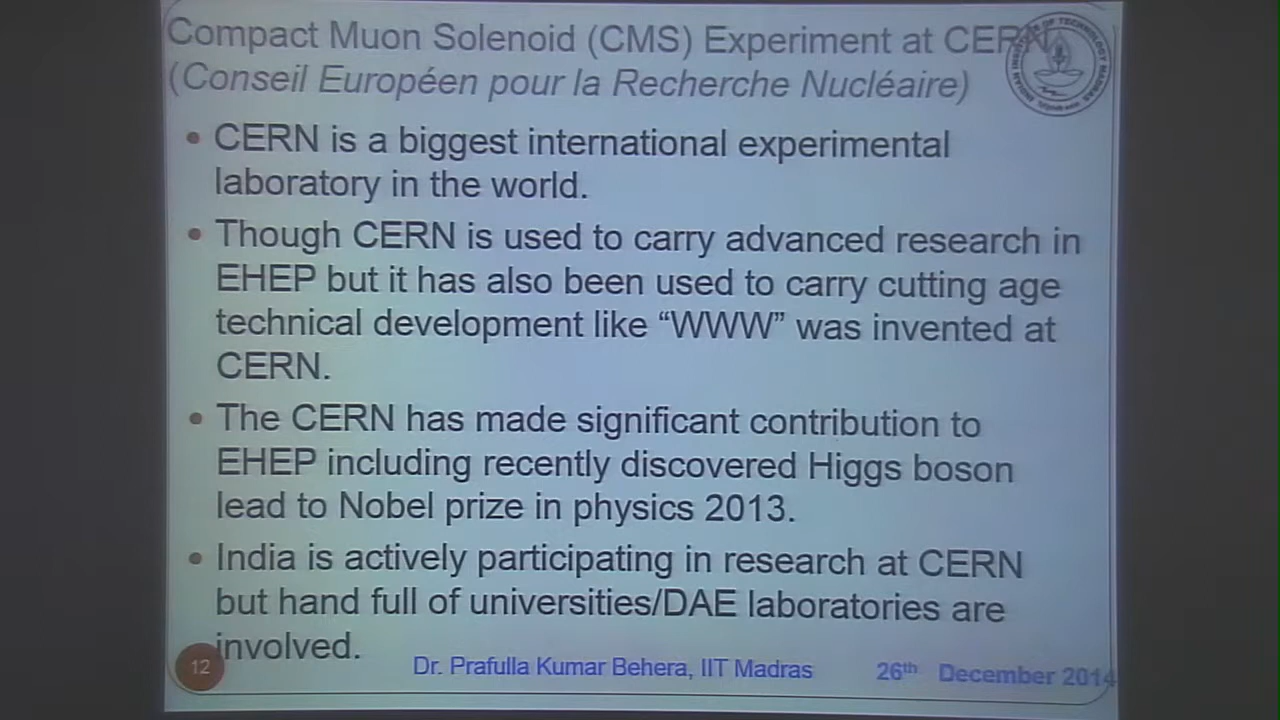 Compact Muon Solenoid (CMS) Experiment at CERN
(Conseil Européen pour la Recherche Nucléaire)
• CERN is a biggest international experimental
laboratory in the world.
• Though CERN is used to carry advanced research in
EHEP but it has also been used to carry cutting age
technical development like “WWW” was invented at
CERN.
• The CERN has made significant contribution to
EHEP including recently discovered Higgs boson
lead to Nobel prize in physics 2013.
• India is actively participating in research at CERN
but hand full of universities/DAE laboratories are
involved.
12
Dr. Prafulla Kumar Behera, IIT Madras
26th December 2014